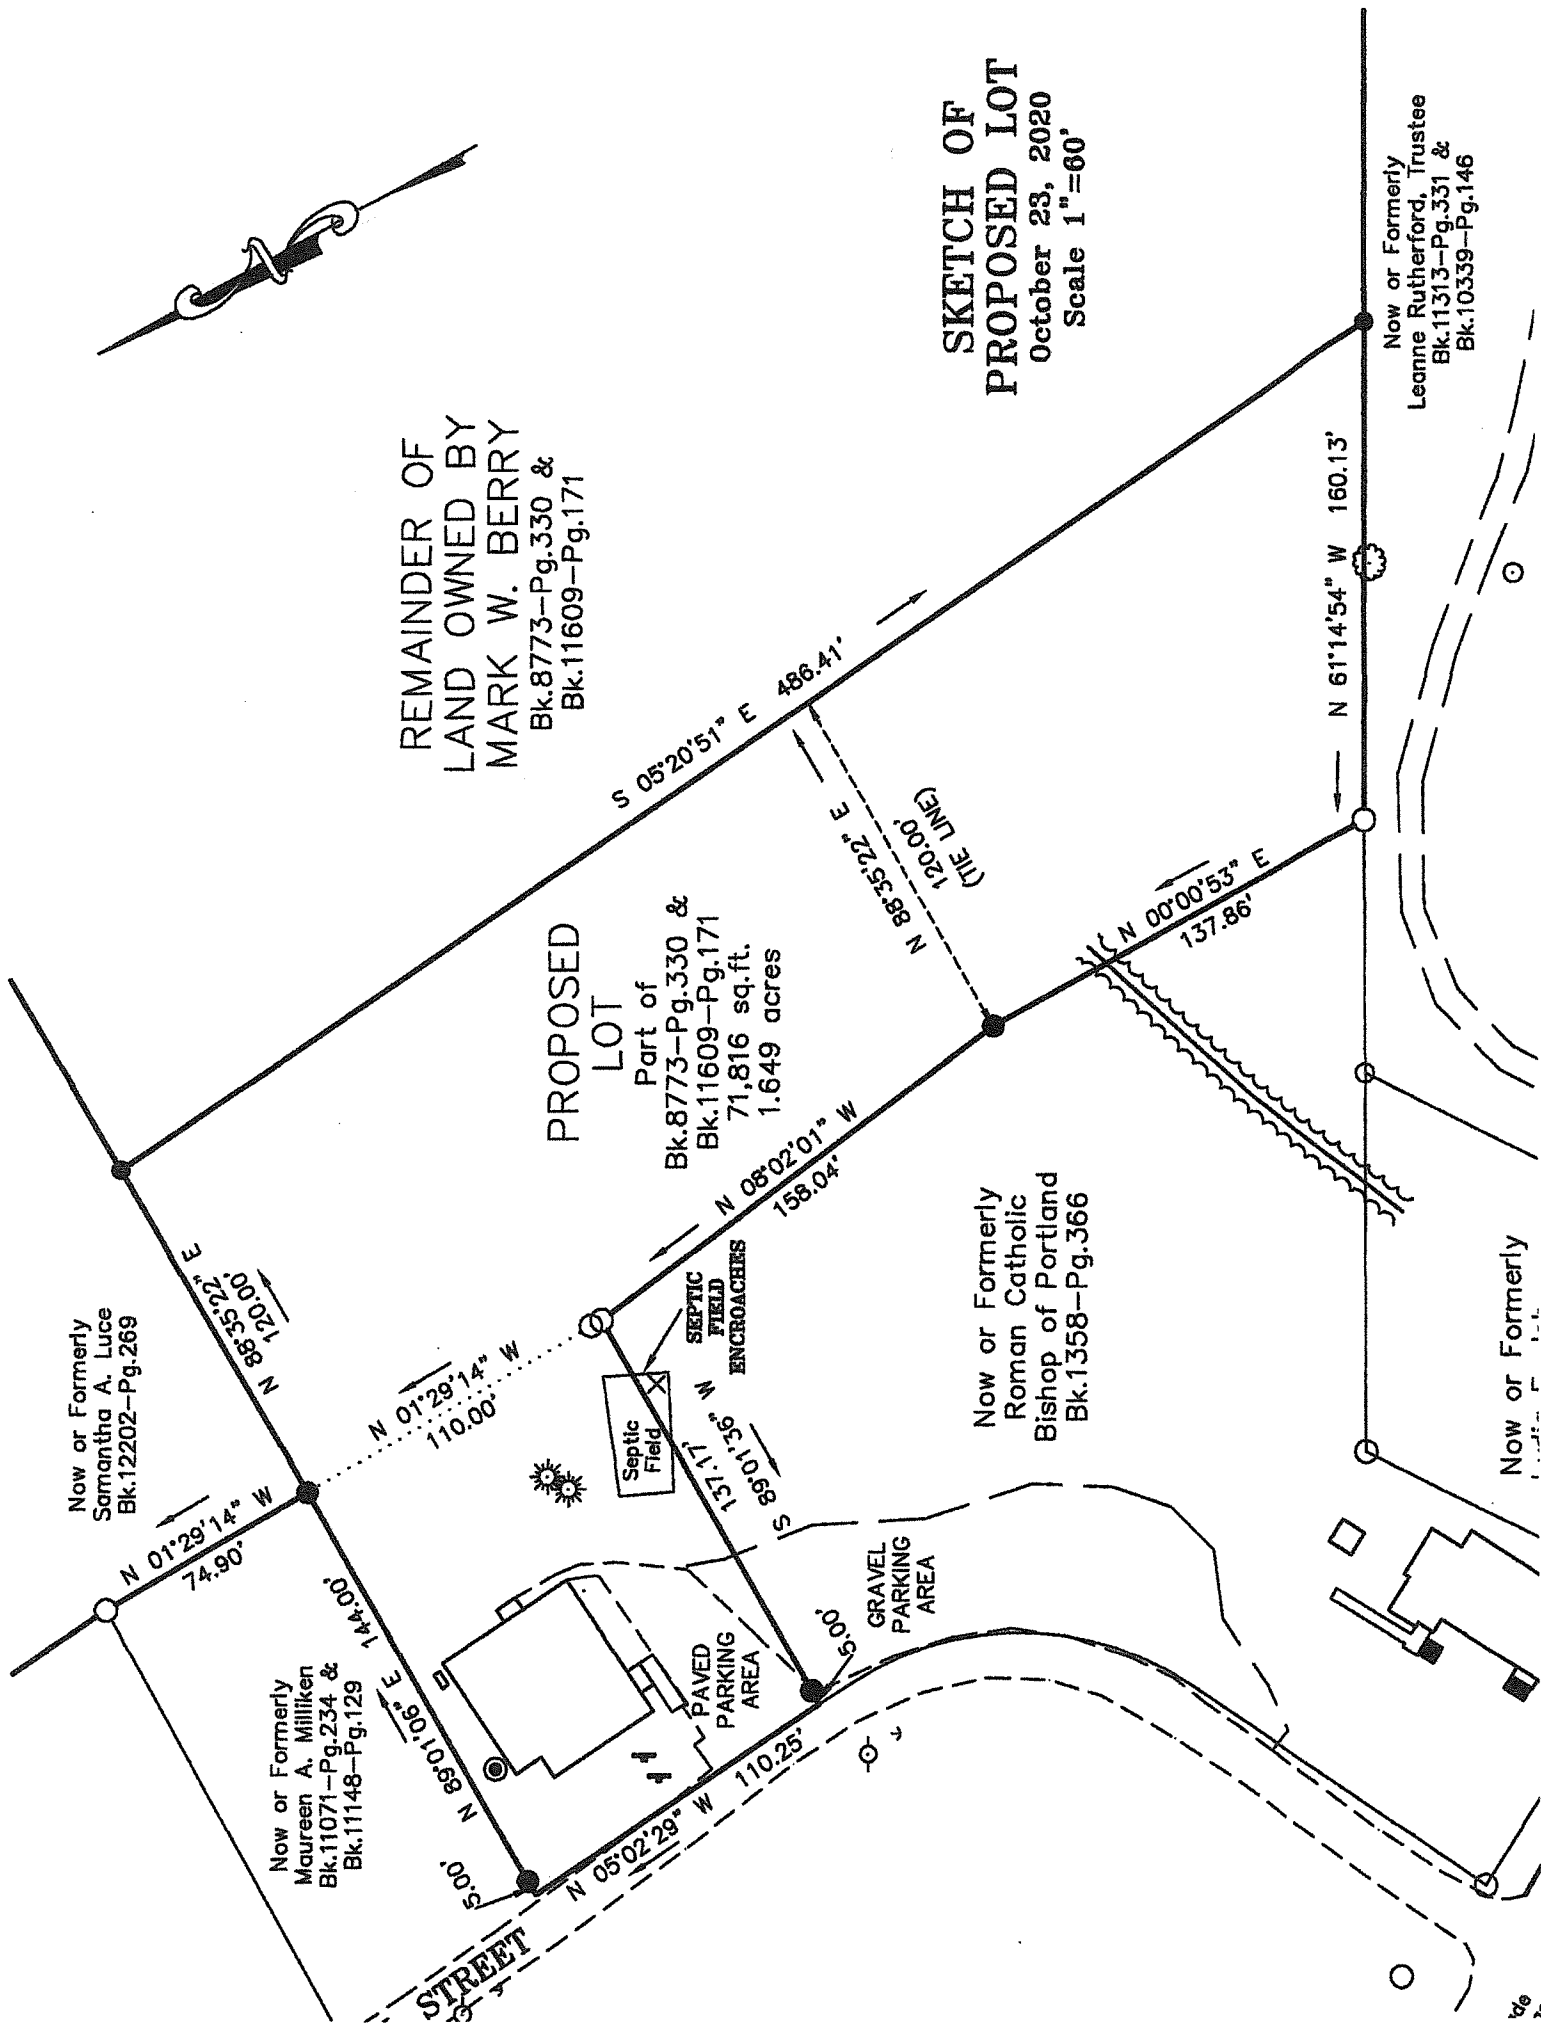 SKETCH OF
PROPOSED LOT
October 23, 2020
Scale 1"=60'
N
REMAINDER OF
LAND OWNED BY
MARK W. BERRY
Bk.8773-Pg.330 &
Bk.11609-Pg.171
Now or Formerly
Samantha A. Luce
Bk.12202-Pg.269
N 01°29'14" W
74.90'
N 88°35'22" E
120.00'
Now or Formerly
Maureen A. Milliken
Bk.11071-Pg.234 &
Bk.11148-Pg.129
N 89°01'06" E 144.00'
5.00'
STREET
N 05°02'29" W 110.25'
PAVED
PARKING
AREA
GRAVEL
PARKING
AREA
5.00'
N 01°29'14" W
110.00'
Septic
Field
SEPTIC
FIELD
ENCROACHES
137.17'
S 89°01'36" W
PROPOSED
LOT
Part of
Bk.8773-Pg.330 &
Bk.11609-Pg.171
71,816 sq.ft.
1.649 acres
S 05°20'51" E 486.41'
N 88°35'22" E
120.00'
(TIE LINE)
N 08°02'01" W
158.04'
N 00°00'53" E
137.86'
N 61°14'54" W 160.13'
Now or Formerly
Roman Catholic
Bishop of Portland
Bk.1358-Pg.366
Now or Formerly
Leanne Rutherford, Trustee
Bk.11313-Pg.331 &
Bk.10339-Pg.146
Now or Formerly